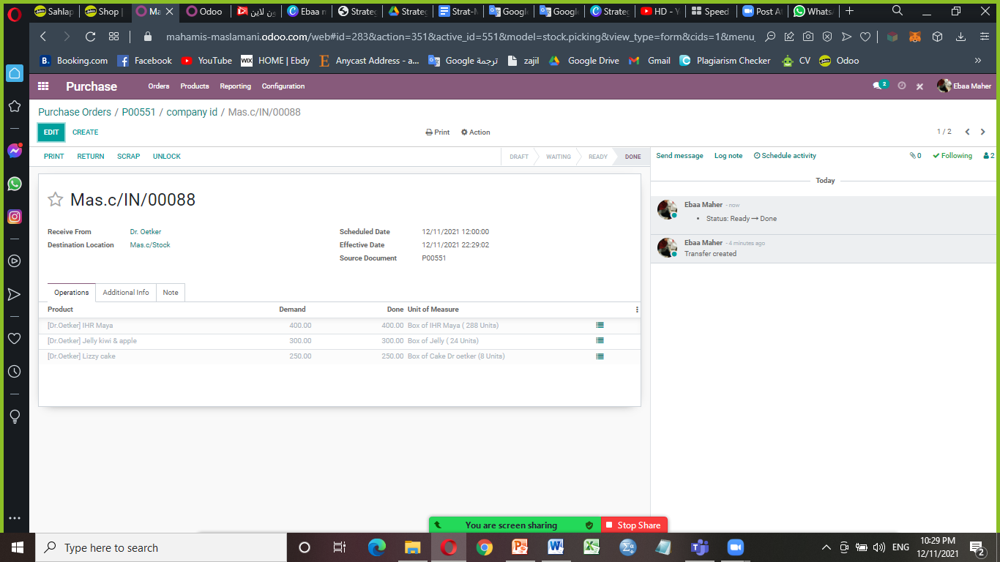 Sahlap Shop | Ma Odoo ون لاين Ebaa m Strateg Strateg Strat-M Google Google Strateg HD - Y Speed Post At Whats
mahamis-maslamani.odoo.com/web#id=283&action=351&active_id=551&model=stock.picking&view_type=form&cids=1&menu_
Booking.com Facebook YouTube HOME | Ebdy Anycast Address - a... Google ترجمة zajil Google Drive Gmail Plagiarism Checker CV Odoo »
Purchase Orders Products Reporting Configuration 2 Ebaa Maher
Purchase Orders / P00551 / company id / Mas.c/IN/00088
EDIT CREATE Print Action 1 / 2
PRINT RETURN SCRAP UNLOCK DRAFT WAITING READY DONE Send message Log note Schedule activity 0 Following 2
Today
Mas.c/IN/00088
Ebaa Maher - now
Status: Ready → Done
Receive From Dr. Oetker Scheduled Date 12/11/2021 12:00:00
Destination Location Mas.c/Stock Effective Date 12/11/2021 22:29:02
Source Document P00551
Ebaa Maher - 4 minutes ago
Transfer created
Operations Additional Info Note
Product Demand Done Unit of Measure
[Dr.Oetker] IHR Maya 400.00 400.00 Box of IHR Maya ( 288 Units)
[Dr.Oetker] Jelly kiwi & apple 300.00 300.00 Box of Jelly ( 24 Units)
[Dr.Oetker] Lizzy cake 250.00 250.00 Box of Cake Dr oetker (8 Units)
You are screen sharing Stop Share
Type here to search ENG 10:29 PM
12/11/2021 2